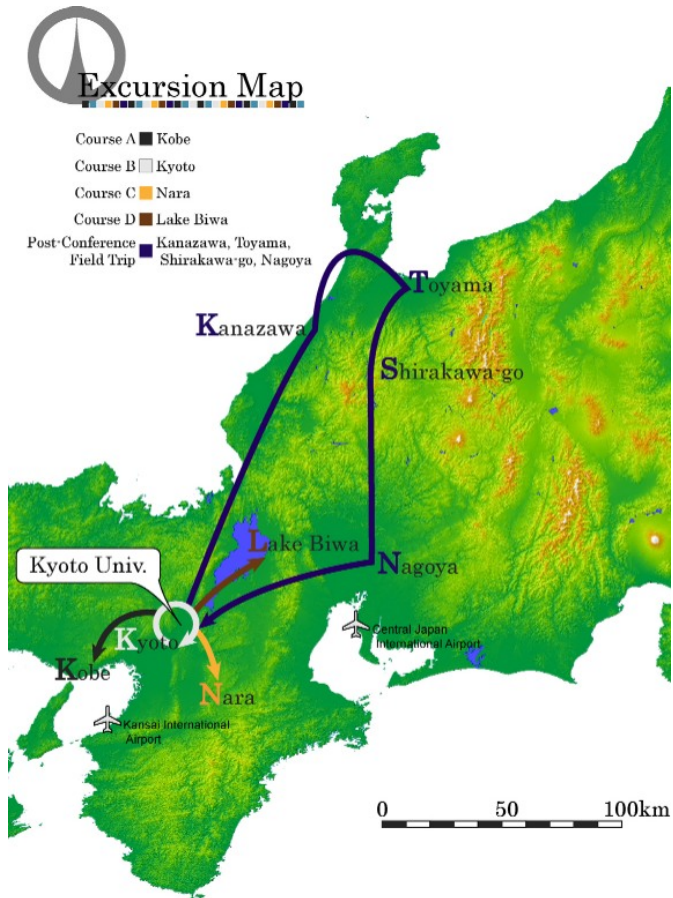 Excursion Map
Course A Kobe
Course B Kyoto
Course C Nara
Course D Lake Biwa
Post-Conference Kanazawa, Toyama,
Field Trip Shirakawa-go, Nagoya
Toyama
Kanazawa
Shirakawa-go
Lake Biwa
Kyoto Univ.
Nagoya
Central Japan
International Airport
Kyoto
Kobe
Nara
Kansai International
Airport
0 50 100km